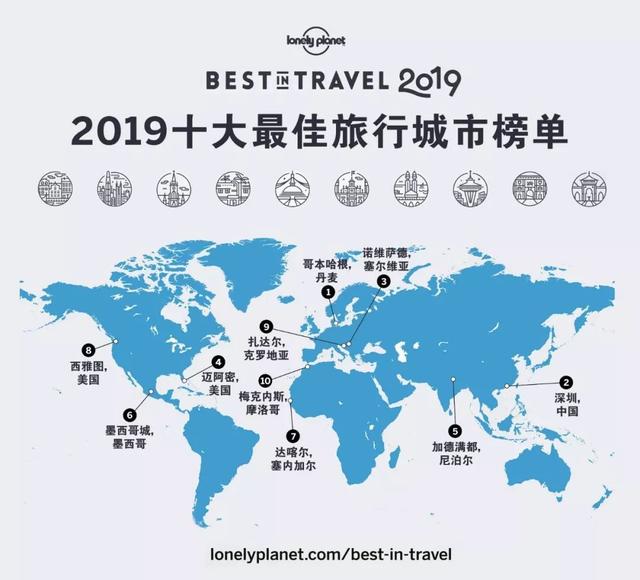 lonely planet
BEST IN TRAVEL 2019
2019十大最佳旅行城市榜单
哥本哈根,
丹麦
1
诺维萨德,
塞尔维亚
3
9
扎达尔,
克罗地亚
8
西雅图,
美国
4
迈阿密,
美国
10
梅克内斯,
摩洛哥
2
深圳,
中国
6
墨西哥城,
墨西哥
7
达喀尔,
塞内加尔
5
加德满都,
尼泊尔
lonelyplanet.com/best-in-travel